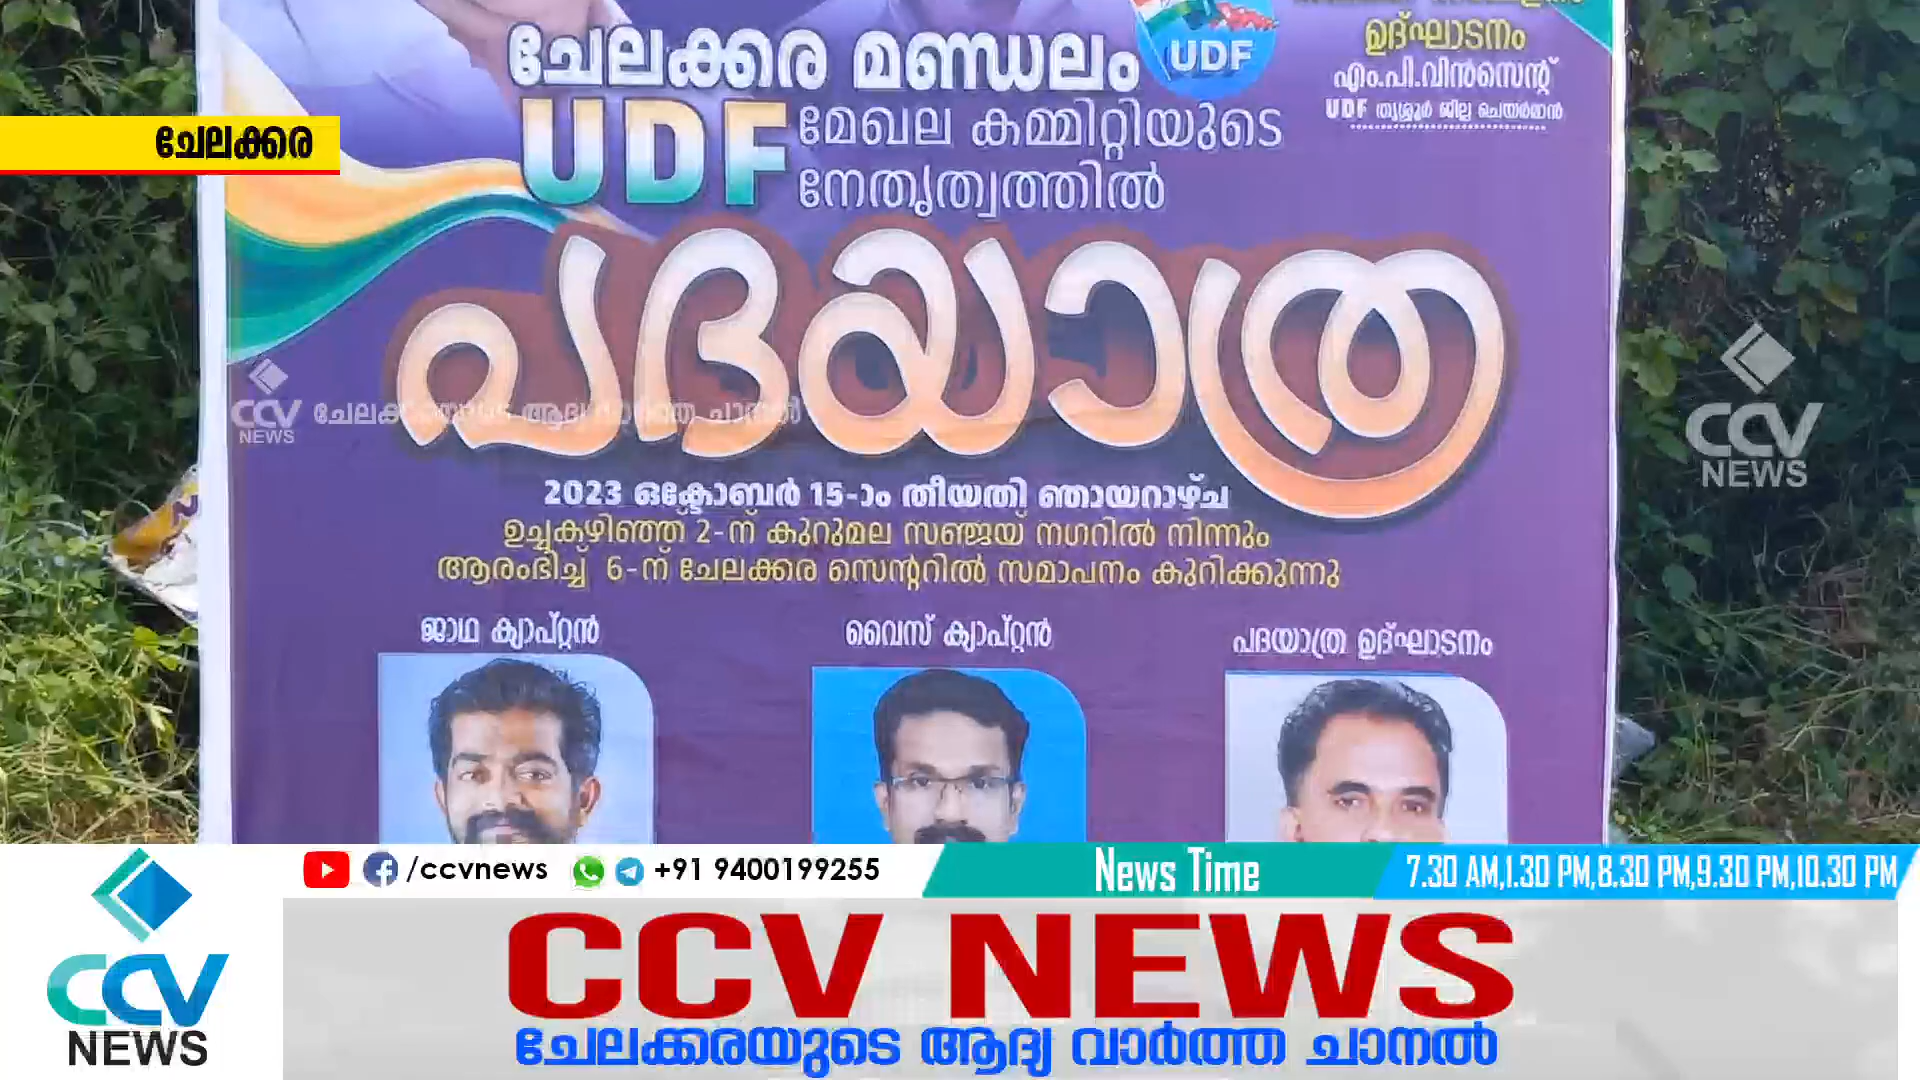 ചേലക്കര മണ്ഡലം
UDF
UDF മേഖല കമ്മിറ്റിയുടെ
നേതൃത്വത്തിൽ
ഉദ്ഘാടനം
എം.പി.വിൻസെന്റ്
UDF തൃശ്ശൂർ ജില്ല ചെയർമാൻ
ചേലക്കര
പദയാത്ര
CCV
NEWS
ആദ്യ വാർത്ത ചാനൽ
CCV
NEWS
2023 ഒക്ടോബർ 15-ാം തീയതി ഞായറാഴ്ച
ഉച്ചകഴിഞ്ഞ് 2-ന് കുറുമല സഞ്ജയ് നഗറിൽ നിന്നും
ആരംഭിച്ച് 6-ന് ചേലക്കര സെന്ററിൽ സമാപനം കുറിക്കുന്നു
ജാഥ ക്യാപ്റ്റൻ
വൈസ് ക്യാപ്റ്റൻ
പദയാത്ര ഉദ്ഘാടനം
/ccvnews +91 9400199255
News Time
7.30 AM,1.30 PM,8.30 PM,9.30 PM,10.30 PM
CCV
NEWS
CCV NEWS
ചേലക്കരയുടെ ആദ്യ വാർത്ത ചാനൽ